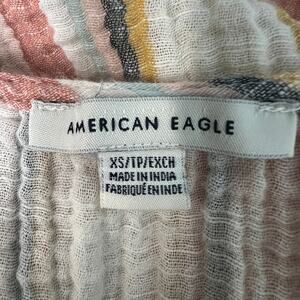 AMERICAN EAGLE
XS/TP/EXCH
MADE IN INDIA
FABRIQUÉ EN INDE